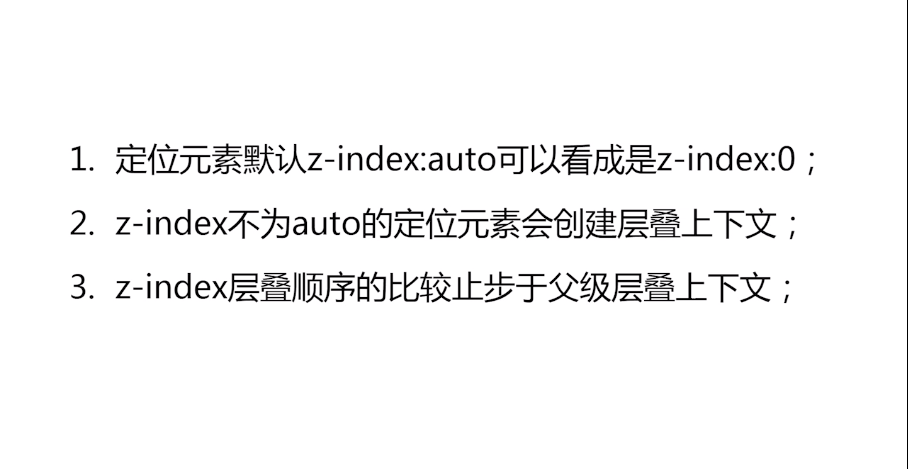 1. 定位元素默认z-index:auto可以看成是z-index:0；
2. z-index不为auto的定位元素会创建层叠上下文；
3. z-index层叠顺序的比较止步于父级层叠上下文；